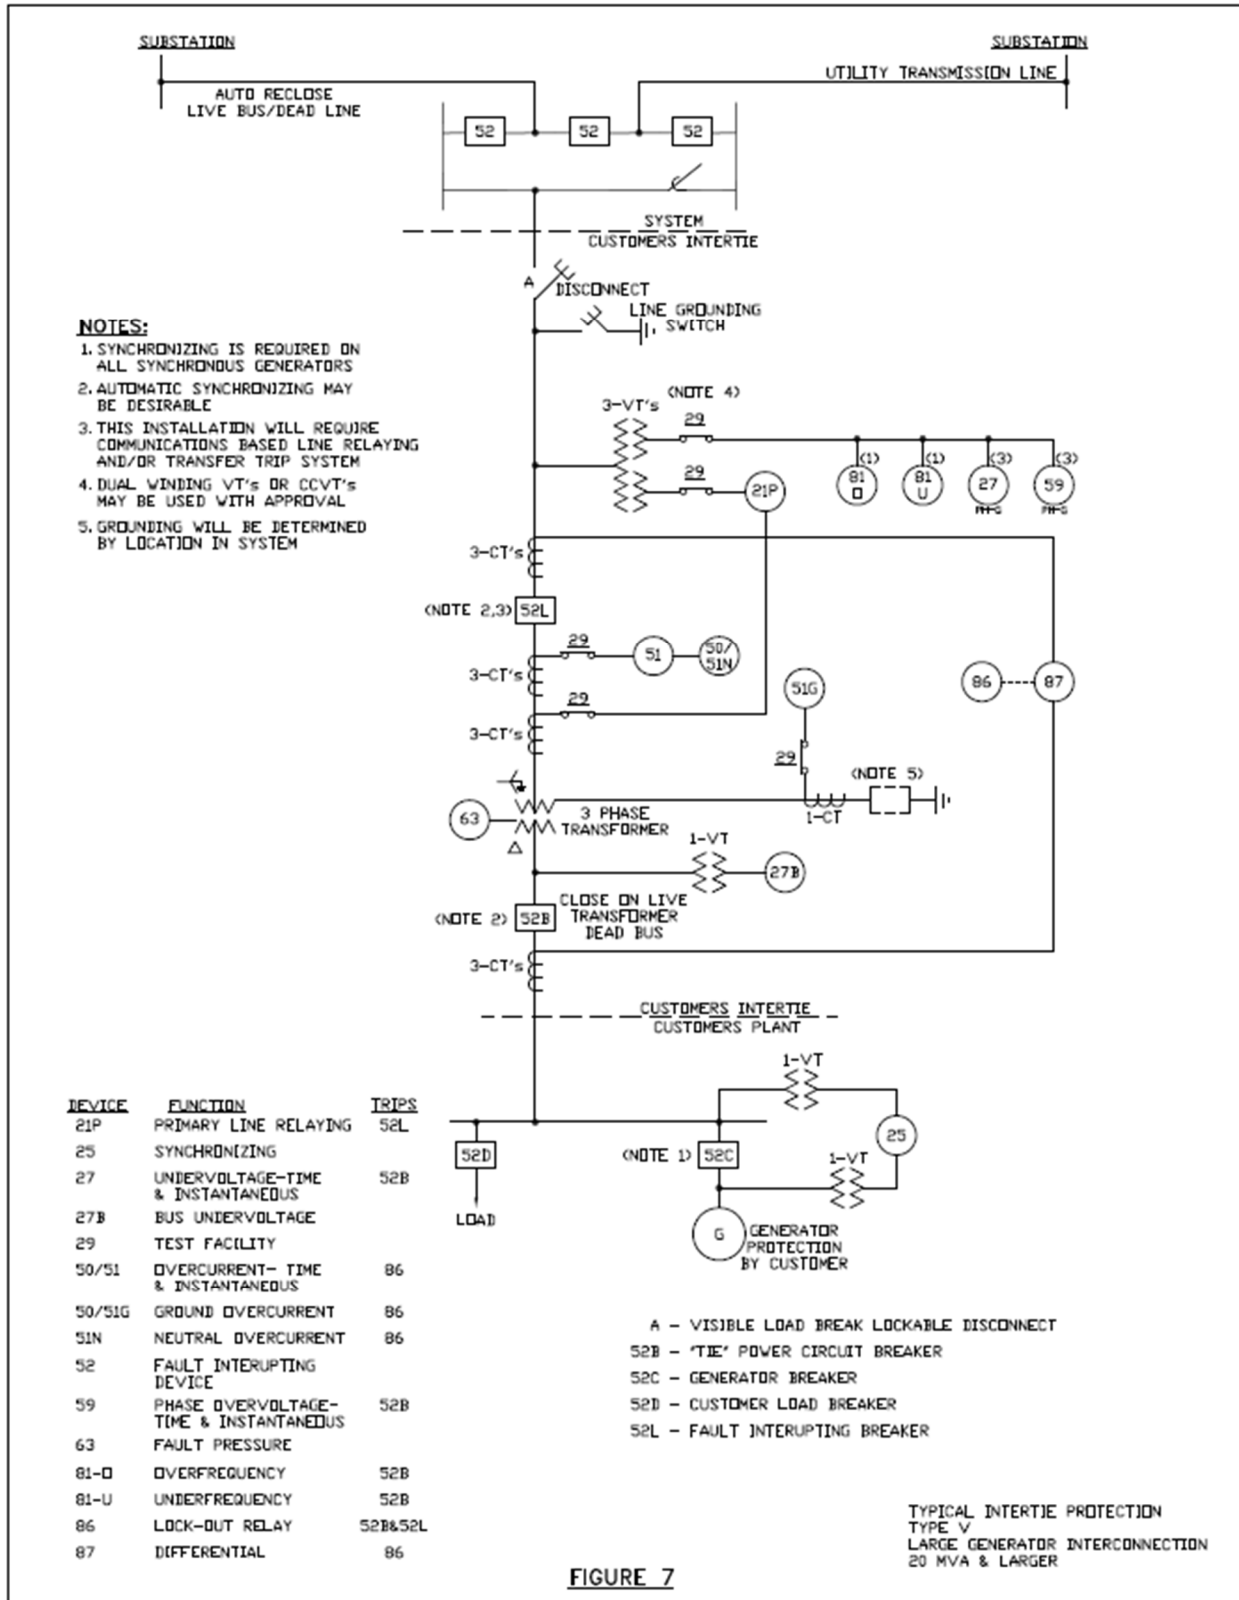 SUBSTATION
SUBSTATION
UTILITY TRANSMISSION LINE
AUTO RECLOSE
LIVE BUS/DEAD LINE
52
52
52
SYSTEM
CUSTOMERS INTERTIE
A
DISCONNECT
LINE GROUNDING
SWITCH
NOTES:
1. SYNCHRONIZING IS REQUIRED ON
ALL SYNCHRONOUS GENERATORS
2. AUTOMATIC SYNCHRONIZING MAY
BE DESIRABLE
3. THIS INSTALLATION WILL REQUIRE
COMMUNICATIONS BASED LINE RELAYING
AND/OR TRANSFER TRIP SYSTEM
4. DUAL WINDING VT's OR CCVT's
MAY BE USED WITH APPROVAL
5. GROUNDING WILL BE DETERMINED
BY LOCATION IN SYSTEM
(NOTE 4)
3-VT's
29
(1)
(1)
(3)
(3)
81
O
81
U
27
59
PH-G
PH-G
29
21P
3-CT's
(NOTE 2,3)
52L
29
51
50/
51N
3-CT's
29
3-CT's
51G
86
87
29
(NOTE 5)
1-CT
63
3 PHASE
TRANSFORMER
1-VT
27B
(NOTE 2)
52B
CLOSE ON LIVE
TRANSFORMER
DEAD BUS
3-CT's
CUSTOMERS INTERTIE
CUSTOMERS PLANT
1-VT
25
52D
(NOTE 1)
52C
1-VT
LOAD
G
GENERATOR
PROTECTION
BY CUSTOMER
DEVICE FUNCTION TRIPS
21P PRIMARY LINE RELAYING 52L
25 SYNCHRONIZING
27 UNDERVOLTAGE-TIME 52B
& INSTANTANEOUS
27B BUS UNDERVOLTAGE
29 TEST FACILITY
50/51 OVERCURRENT- TIME 86
& INSTANTANEOUS
50/51G GROUND OVERCURRENT 86
51N NEUTRAL OVERCURRENT 86
52 FAULT INTERUPTING
DEVICE
59 PHASE OVERVOLTAGE- 52B
TIME & INSTANTANEOUS
63 FAULT PRESSURE
81-O OVERFREQUENCY 52B
81-U UNDERFREQUENCY 52B
86 LOCK-OUT RELAY 52B&52L
87 DIFFERENTIAL 86
A - VISIBLE LOAD BREAK LOCKABLE DISCONNECT
52B - "TIE" POWER CIRCUIT BREAKER
52C - GENERATOR BREAKER
52D - CUSTOMER LOAD BREAKER
52L - FAULT INTERUPTING BREAKER
TYPICAL INTERTIE PROTECTION
TYPE V
LARGE GENERATOR INTERCONNECTION
20 MVA & LARGER
FIGURE 7